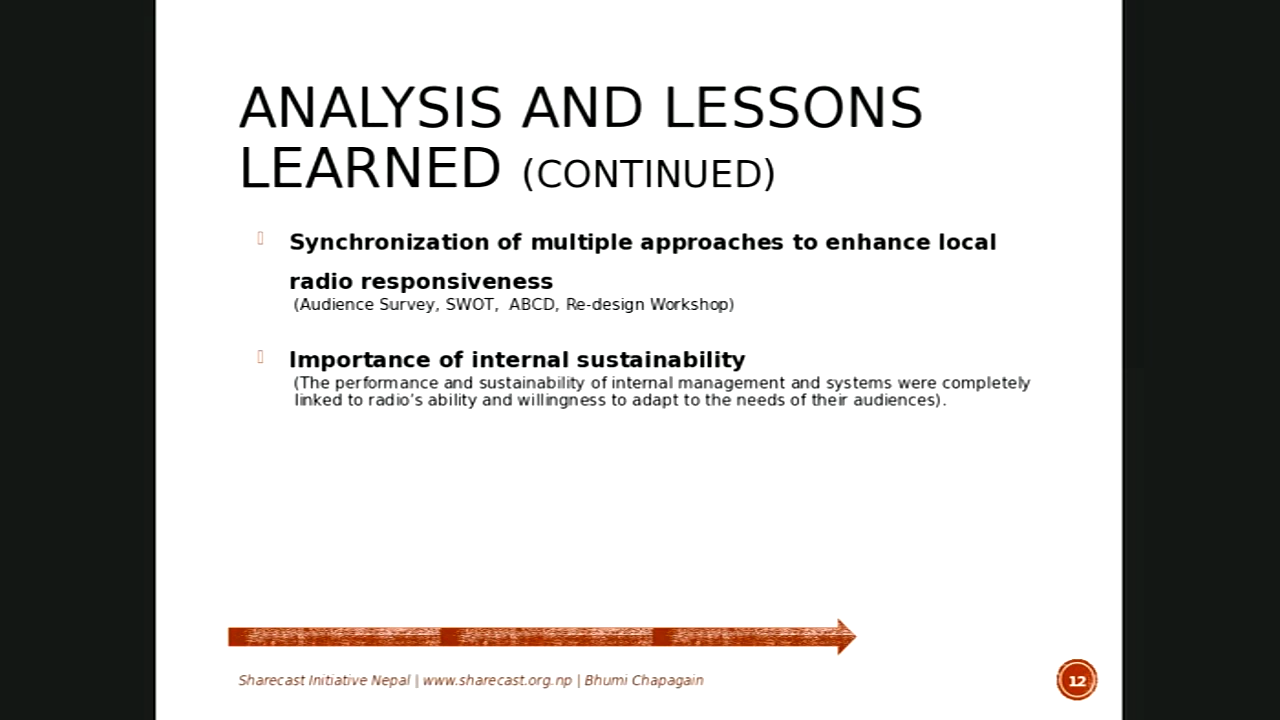 ANALYSIS AND LESSONS
LEARNED (CONTINUED)
Synchronization of multiple approaches to enhance local
radio responsiveness
(Audience Survey, SWOT,  ABCD, Re-design Workshop)
Importance of internal sustainability
(The performance and sustainability of internal management and systems were completely
linked to radio’s ability and willingness to adapt to the needs of their audiences).
Sharecast Initiative Nepal | www.sharecast.org.np | Bhumi Chapagain
12